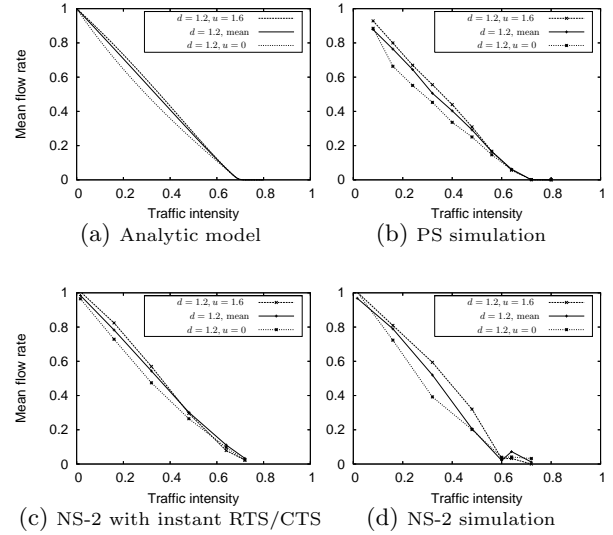 d = 1.2, u = 1.6
d = 1.2, mean
d = 1.2, u = 0
Mean flow rate
1
0.8
0.6
0.4
0.2
0
0 0.2 0.4 0.6 0.8 1
Traffic intensity
(a) Analytic model
d = 1.2, u = 1.6
d = 1.2, mean
d = 1.2, u = 0
1
0.8
0.6
0.4
0.2
0
0 0.2 0.4 0.6 0.8 1
Traffic intensity
(b) PS simulation
d = 1.2, u = 1.6
d = 1.2, mean
d = 1.2, u = 0
Mean flow rate
1
0.8
0.6
0.4
0.2
0
0 0.2 0.4 0.6 0.8 1
Traffic intensity
(c) NS-2 with instant RTS/CTS
d = 1.2, u = 1.6
d = 1.2, mean
d = 1.2, u = 0
1
0.8
0.6
0.4
0.2
0
0 0.2 0.4 0.6 0.8 1
Traffic intensity
(d) NS-2 simulation